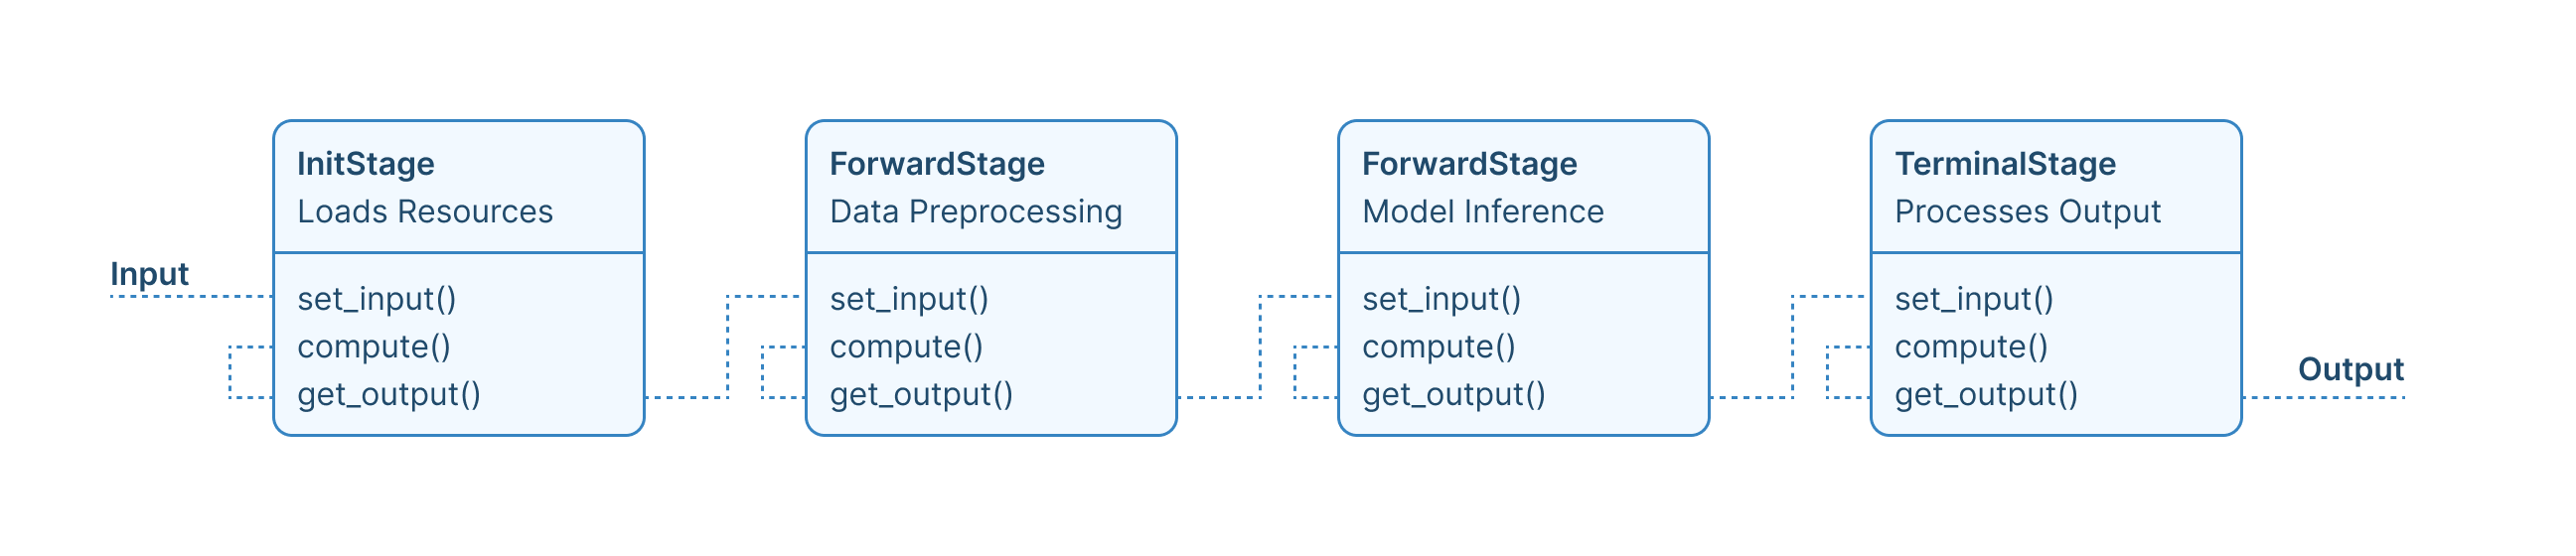 Input
InitStage
Loads Resources
set_input()
compute()
get_output()
ForwardStage
Data Preprocessing
set_input()
compute()
get_output()
ForwardStage
Model Inference
set_input()
compute()
get_output()
TerminalStage
Processes Output
set_input()
compute()
get_output()
Output